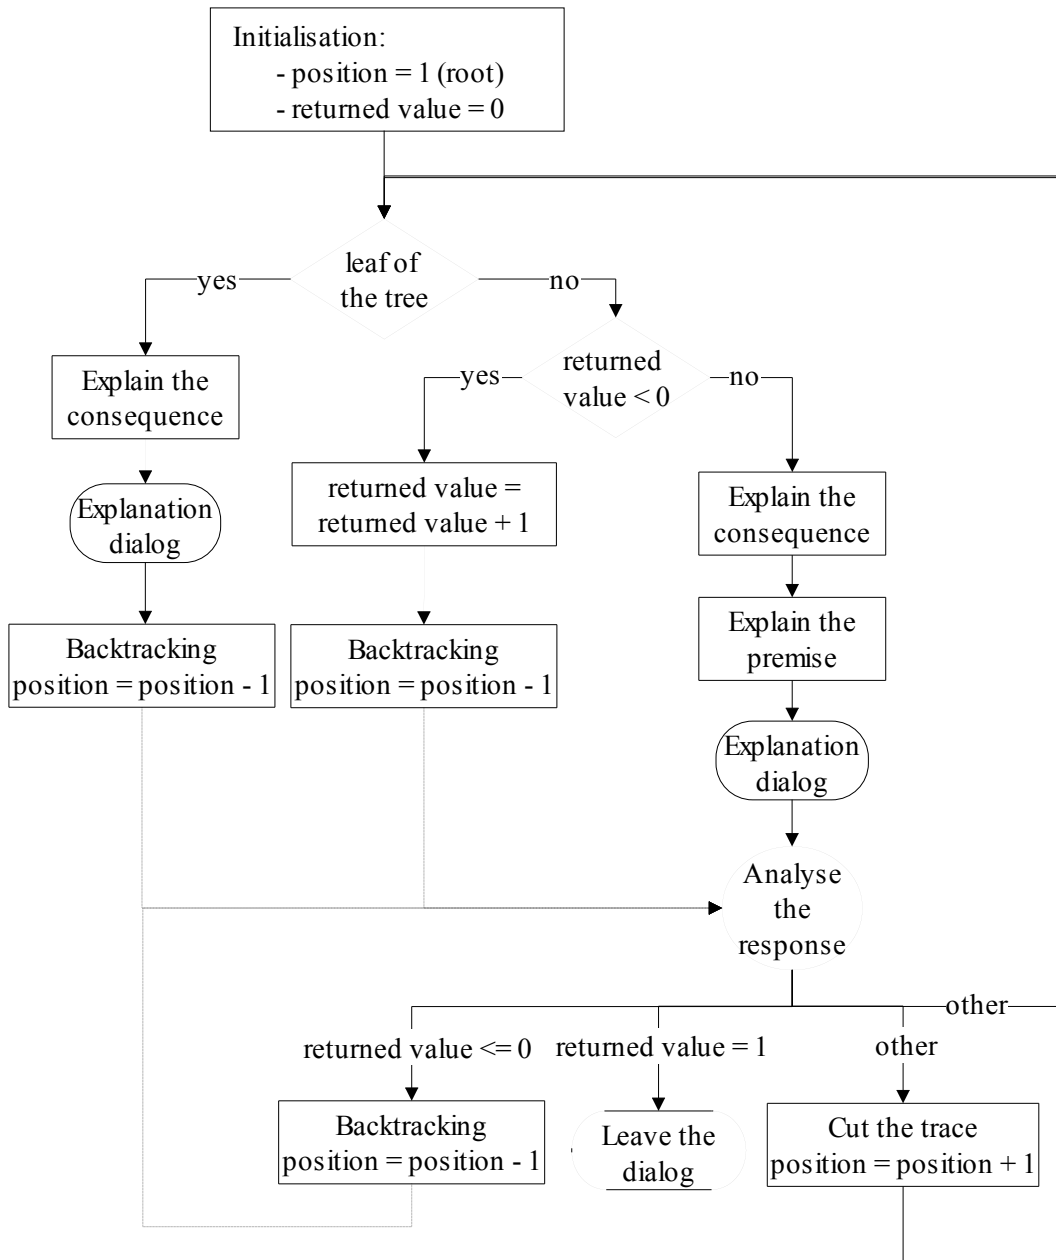 Initialisation:
- position = 1 (root)
- returned value = 0
leaf of
the tree
yes
no
returned
value < 0
yes
no
Explain the
consequence
Explanation
dialog
returned value =
returned value + 1
Explain the
consequence
Explain the
premise
Backtracking
position = position - 1
Backtracking
position = position - 1
Explanation
dialog
Analyse
the
response
other
returned value <= 0
returned value = 1
other
Backtracking
position = position - 1
Leave the
dialog
Cut the trace
position = position + 1